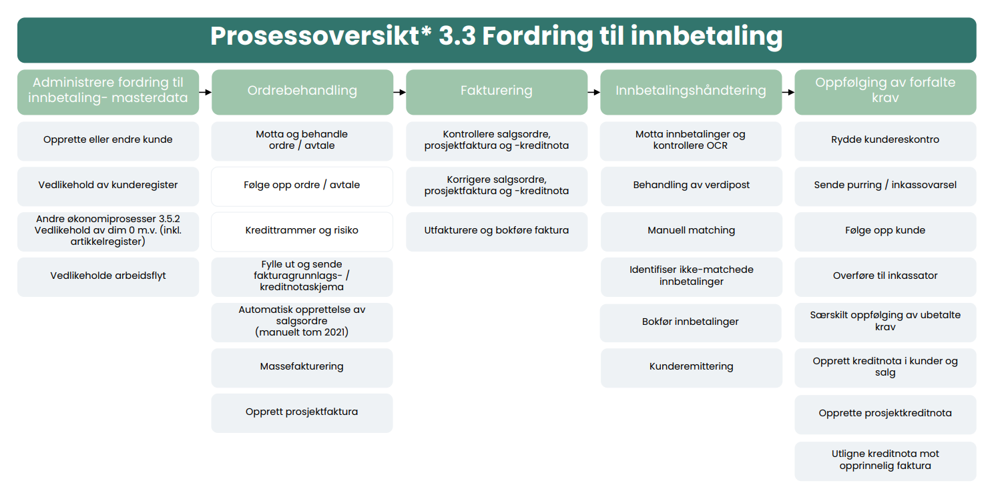 Prosessoversikt* 3.3 Fordring til innbetaling
Administrere fordring til
innbetaling- masterdata
Opprette eller endre kunde
Vedlikehold av kunderegister
Andre økonomiprosesser 3.5.2
Vedlikehold av dim 0 m.v. (inkl.
artikkelregister)
Vedlikeholde arbeidsflyt
Ordrebehandling
Motta og behandle
ordre / avtale
Følge opp ordre / avtale
Kredittrammer og risiko
Fylle ut og sende
fakturagrunnlags- /
kreditnotaskjema
Automatisk opprettelse av
salgsordre
(manuelt tom 2021)
Massefakturering
Opprett prosjektfaktura
Fakturering
Kontrollere salgsordre,
prosjektfaktura og -kreditnota
Korrigere salgsordre,
prosjektfaktura og -kreditnota
Utfakturere og bokføre faktura
Innbetalingshåndtering
Motta innbetalinger og
kontrollere OCR
Behandling av verdipost
Manuell matching
Identifiser ikke-matchede
innbetalinger
Bokfør innbetalinger
Kunderemittering
Oppfølging av forfalte
krav
Rydde kundereskontro
Sende purring / inkassovarsel
Følge opp kunde
Overføre til inkassator
Særskilt oppfølging av ubetalte
krav
Opprett kreditnota i kunder og
salg
Opprette prosjektkreditnota
Utligne kreditnota mot
opprinnelig faktura